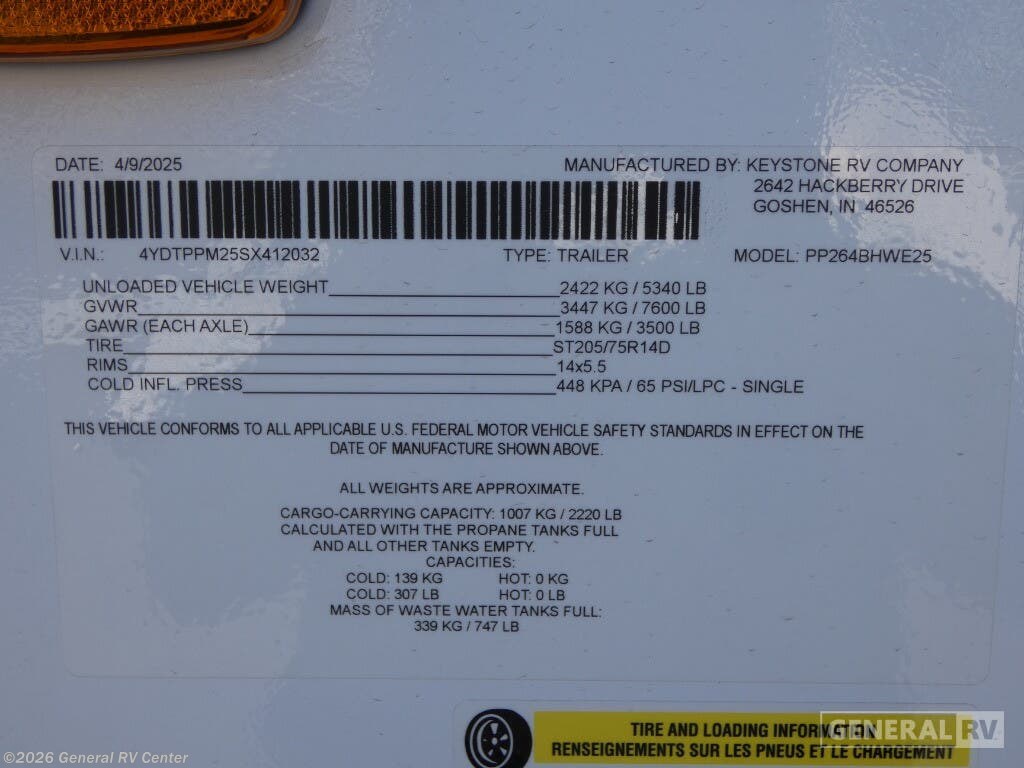 DATE: 4/9/2025
MANUFACTURED BY: KEYSTONE RV COMPANY
2642 HACKBERRY DRIVE
GOSHEN, IN 46526
V.I.N.: 4YDTPPM25SX412032 TYPE: TRAILER MODEL: PP264BHWE25
UNLOADED VEHICLE WEIGHT 2422 KG / 5340 LB
GVWR 3447 KG / 7600 LB
GAWR (EACH AXLE) 1588 KG / 3500 LB
TIRE ST205/75R14D
RIMS 14x5.5
COLD INFL. PRESS 448 KPA / 65 PSI/LPC - SINGLE
THIS VEHICLE CONFORMS TO ALL APPLICABLE U.S. FEDERAL MOTOR VEHICLE SAFETY STANDARDS IN EFFECT ON THE
DATE OF MANUFACTURE SHOWN ABOVE.
ALL WEIGHTS ARE APPROXIMATE.
CARGO-CARRYING CAPACITY: 1007 KG / 2220 LB
CALCULATED WITH THE PROPANE TANKS FULL
AND ALL OTHER TANKS EMPTY.
CAPACITIES:
COLD: 139 KG HOT: 0 KG
COLD: 307 LB HOT: 0 LB
MASS OF WASTE WATER TANKS FULL:
339 KG / 747 LB
TIRE AND LOADING INFORMATION
RENSEIGNEMENTS SUR LES PNEUS ET LE CHARGEMENT
GENERAL RV
©2026 General RV Center